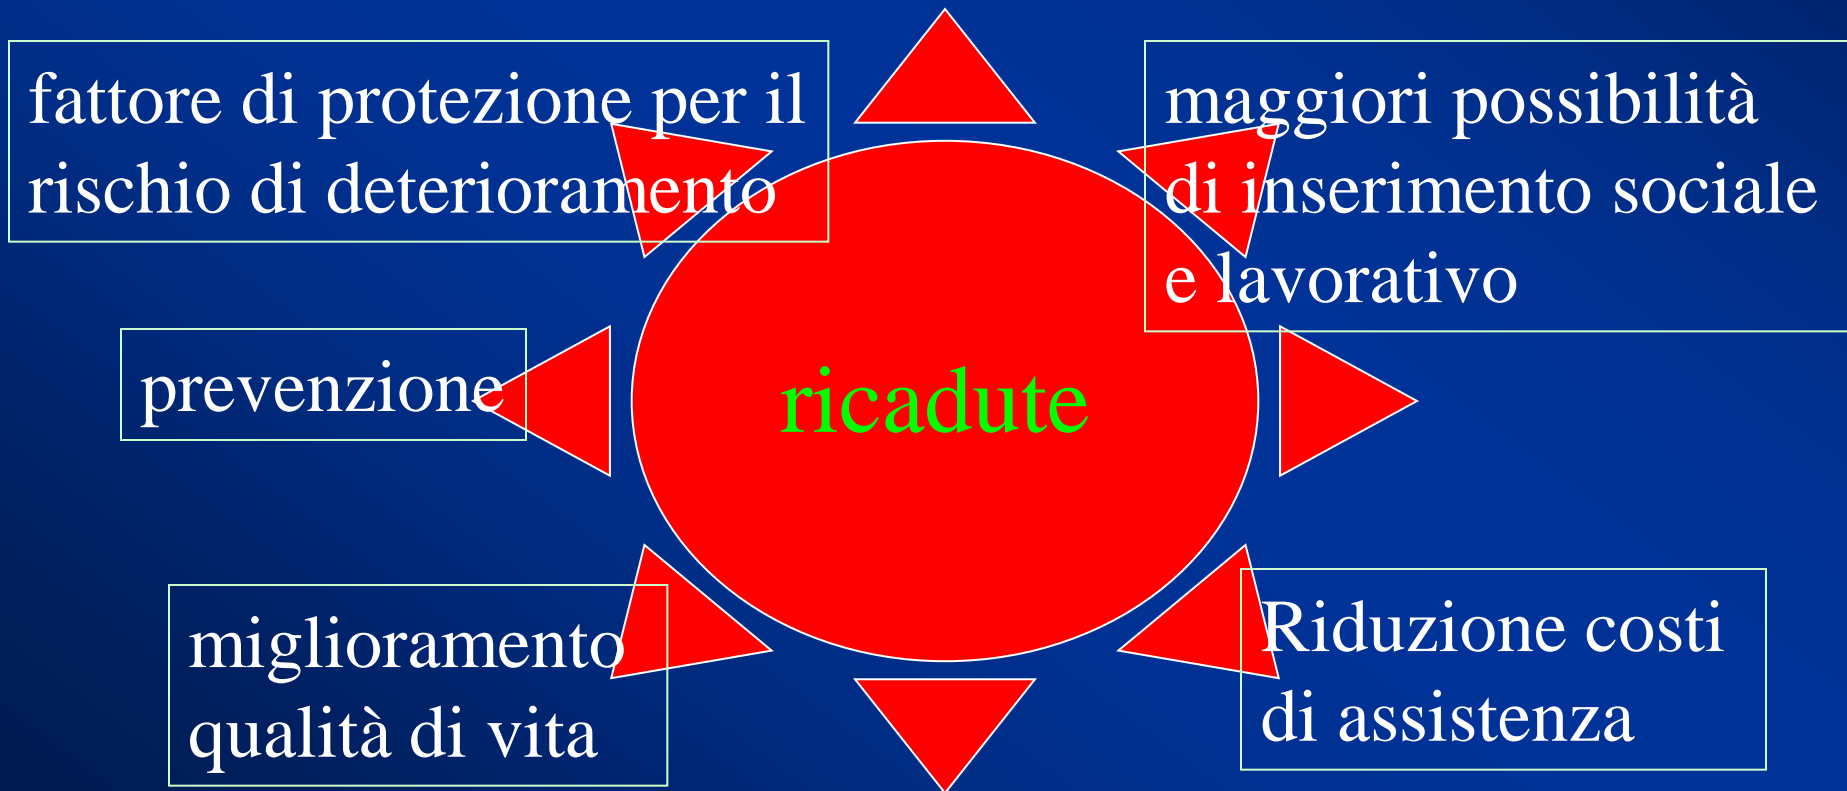 fattore di protezione per il
rischio di deterioramento
maggiori possibilità
di inserimento sociale
e lavorativo
prevenzione
ricadute
miglioramento
qualità di vita
Riduzione costi
di assistenza